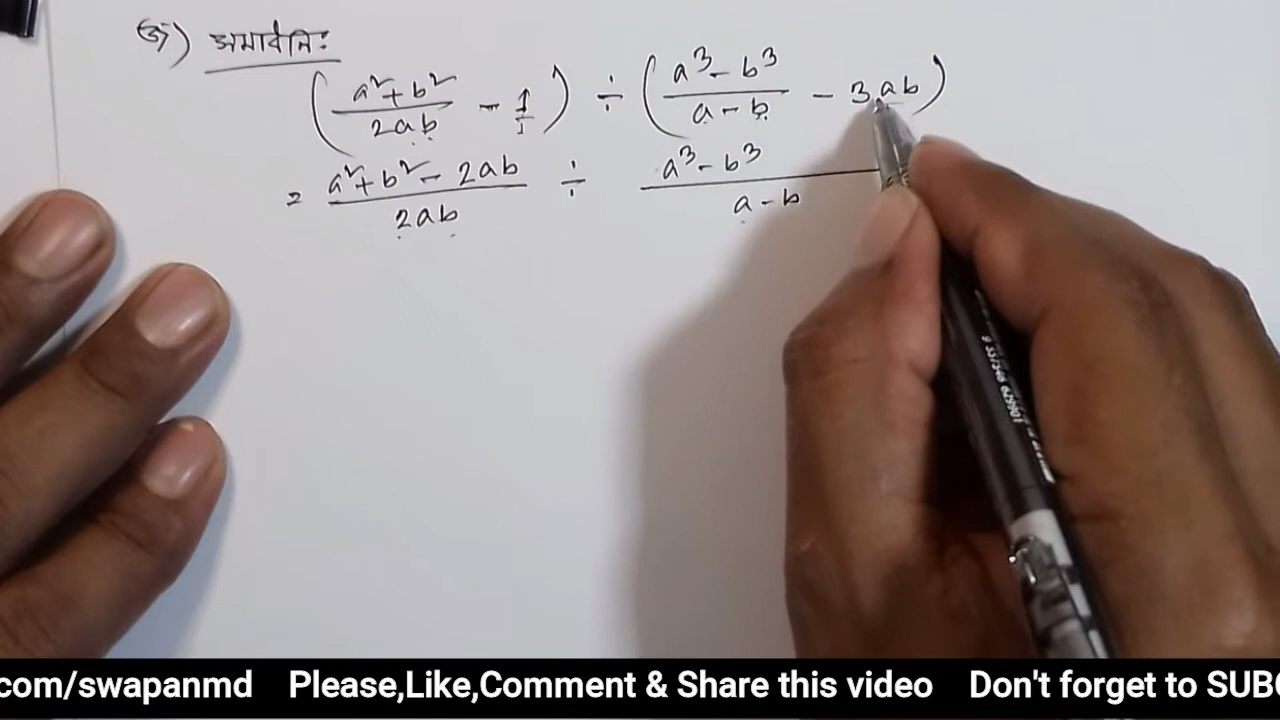 জ) সমাধান:
(a²+b²/2ab - 1/1) ÷ (a³-b³/a-b - 3ab)
= a²+b²-2ab/2ab ÷ a³-b³/a-b
com/swapanmd Please,Like,Comment & Share this video Don't forget to SUB